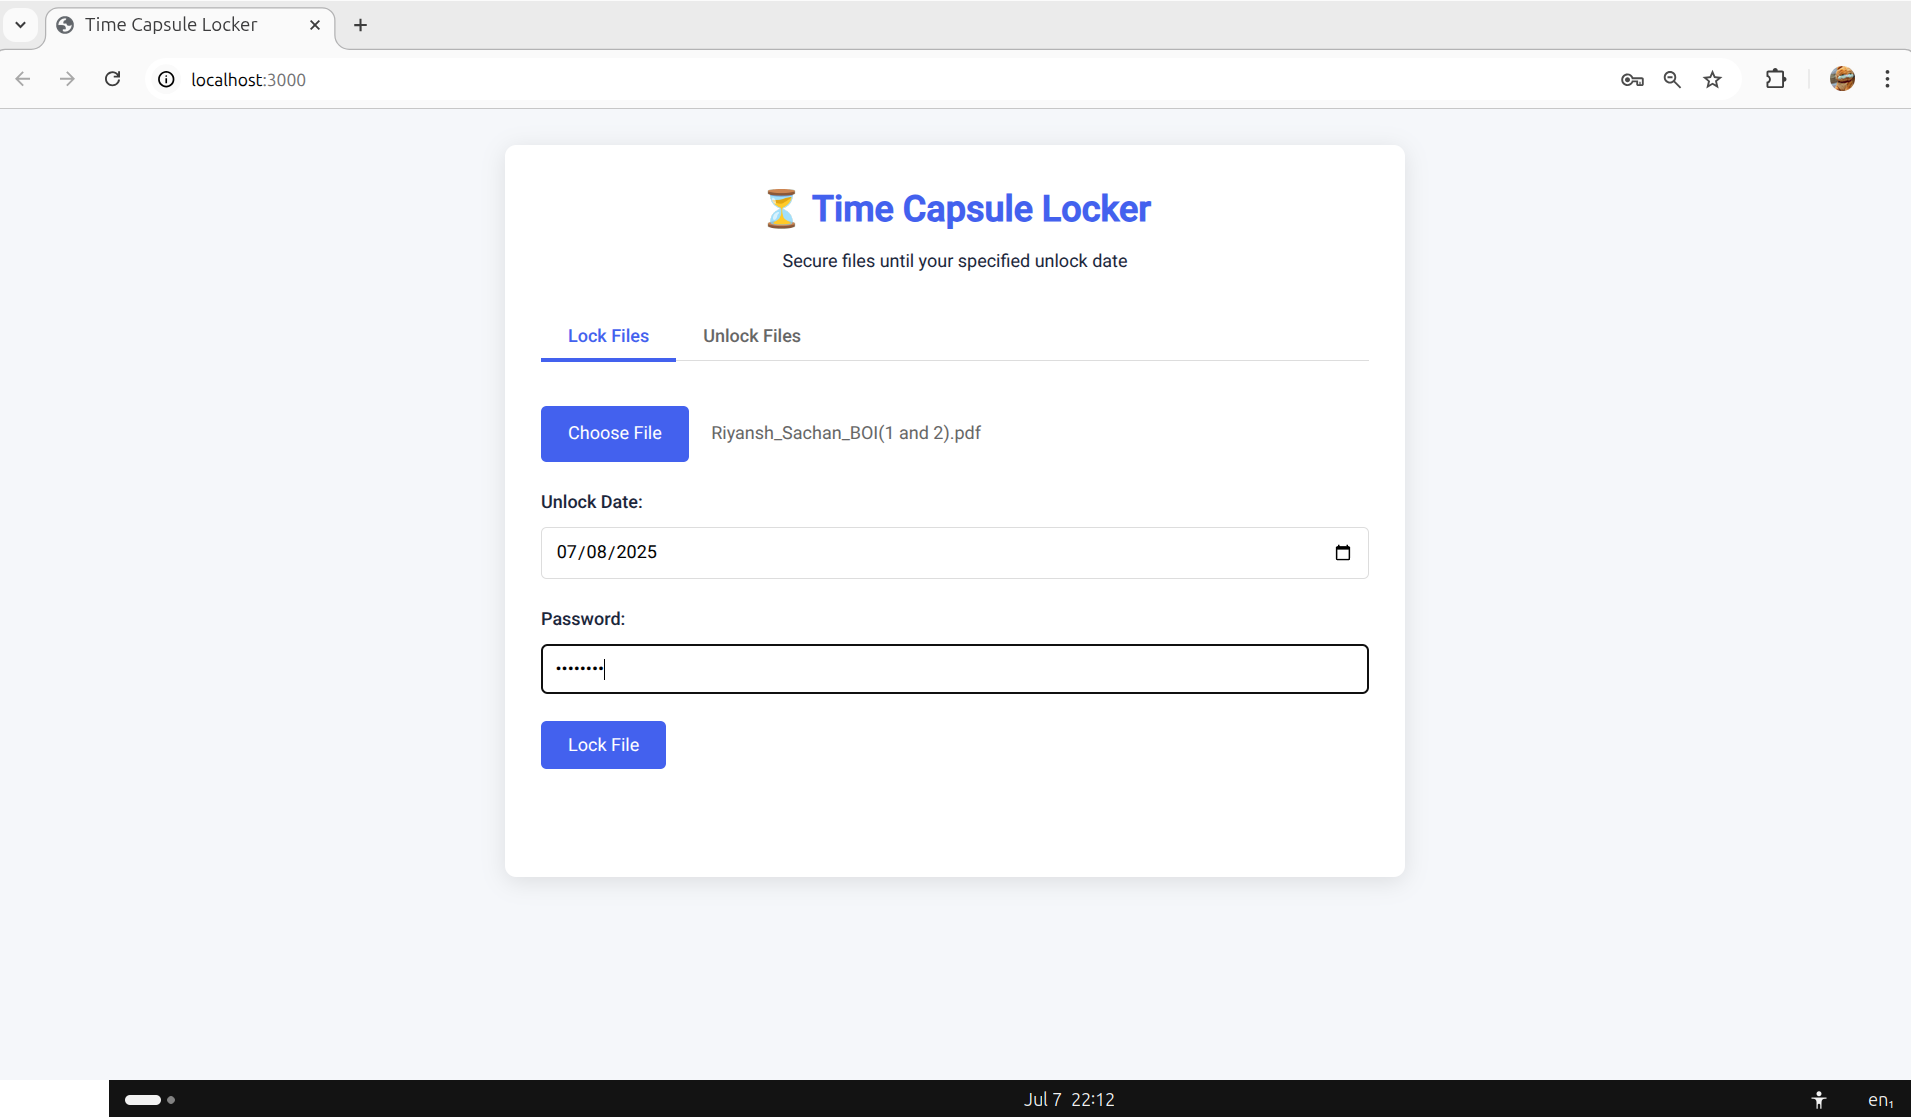 Time Capsule Locker
localhost:3000
Time Capsule Locker
Secure files until your specified unlock date
Lock Files Unlock Files
Choose File Riyansh_Sachan_BOI(1 and 2).pdf
Unlock Date:
07/08/2025
Password:
••••••••
Lock File
Jul 7 22:12 en₁